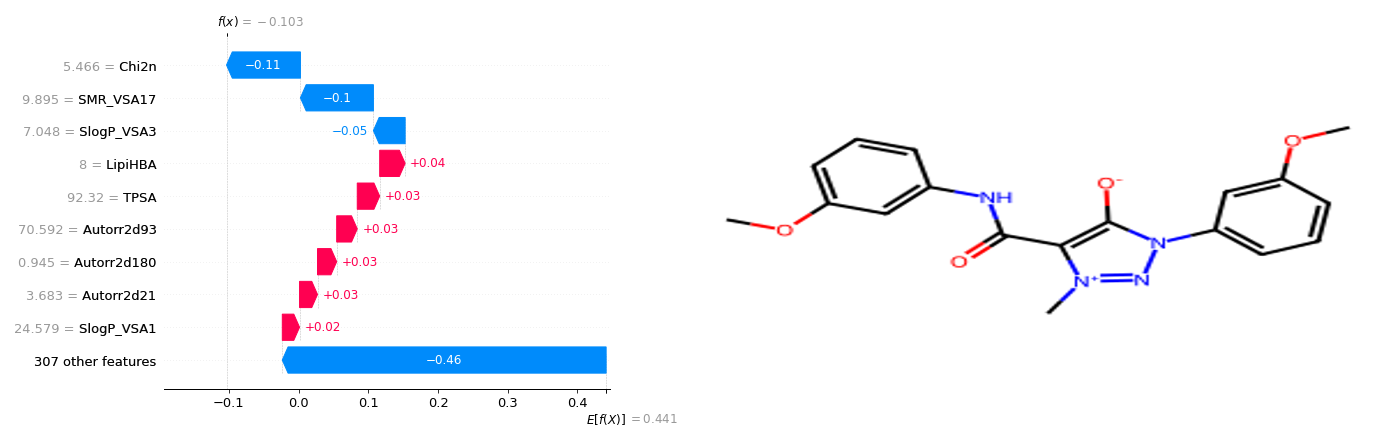 f(x) = −0.103
5.466 = Chi2n
−0.11
9.895 = SMR_VSA17
−0.1
7.048 = SlogP_VSA3
−0.05
8 = LipiHBA
+0.04
92.32 = TPSA
+0.03
70.592 = Autorr2d93
+0.03
0.945 = Autorr2d180
+0.03
3.683 = Autorr2d21
+0.03
24.579 = SlogP_VSA1
+0.02
307 other features
−0.46
−0.1 0.0 0.1 0.2 0.3 0.4
E[f(X)] = 0.441
O
NH
O
O⁻
N
N⁺
N
O